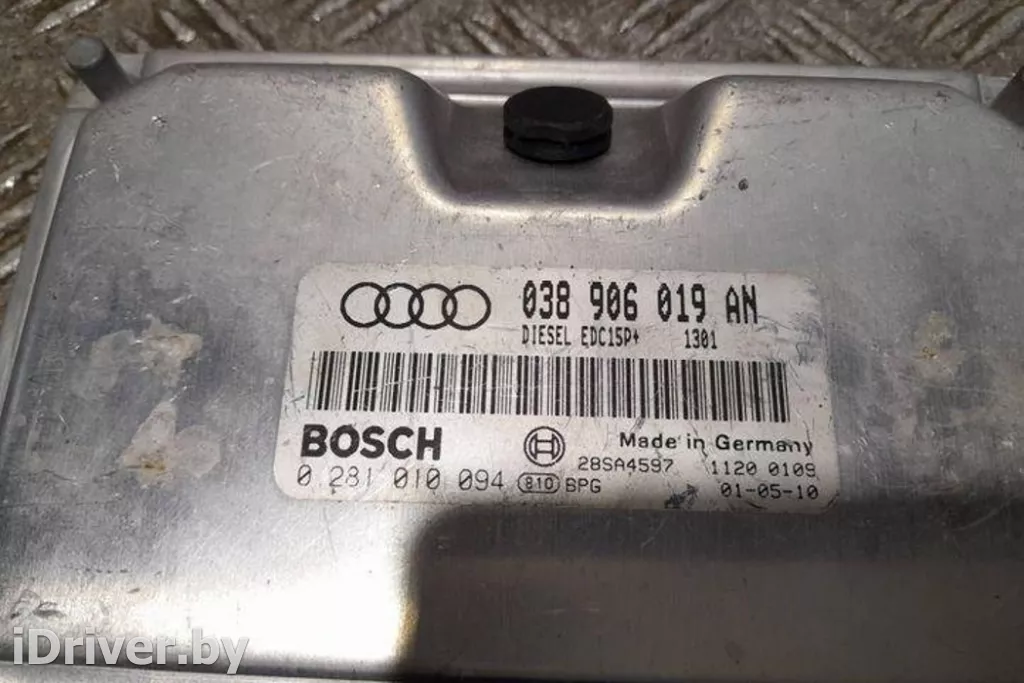 038 906 019 AN
DIESEL EDC15P+ 1301
BOSCH
Made in Germany
0 281 010 094
810 BPG
28SA4597
1120 0109
01-05-10
iDriver.by